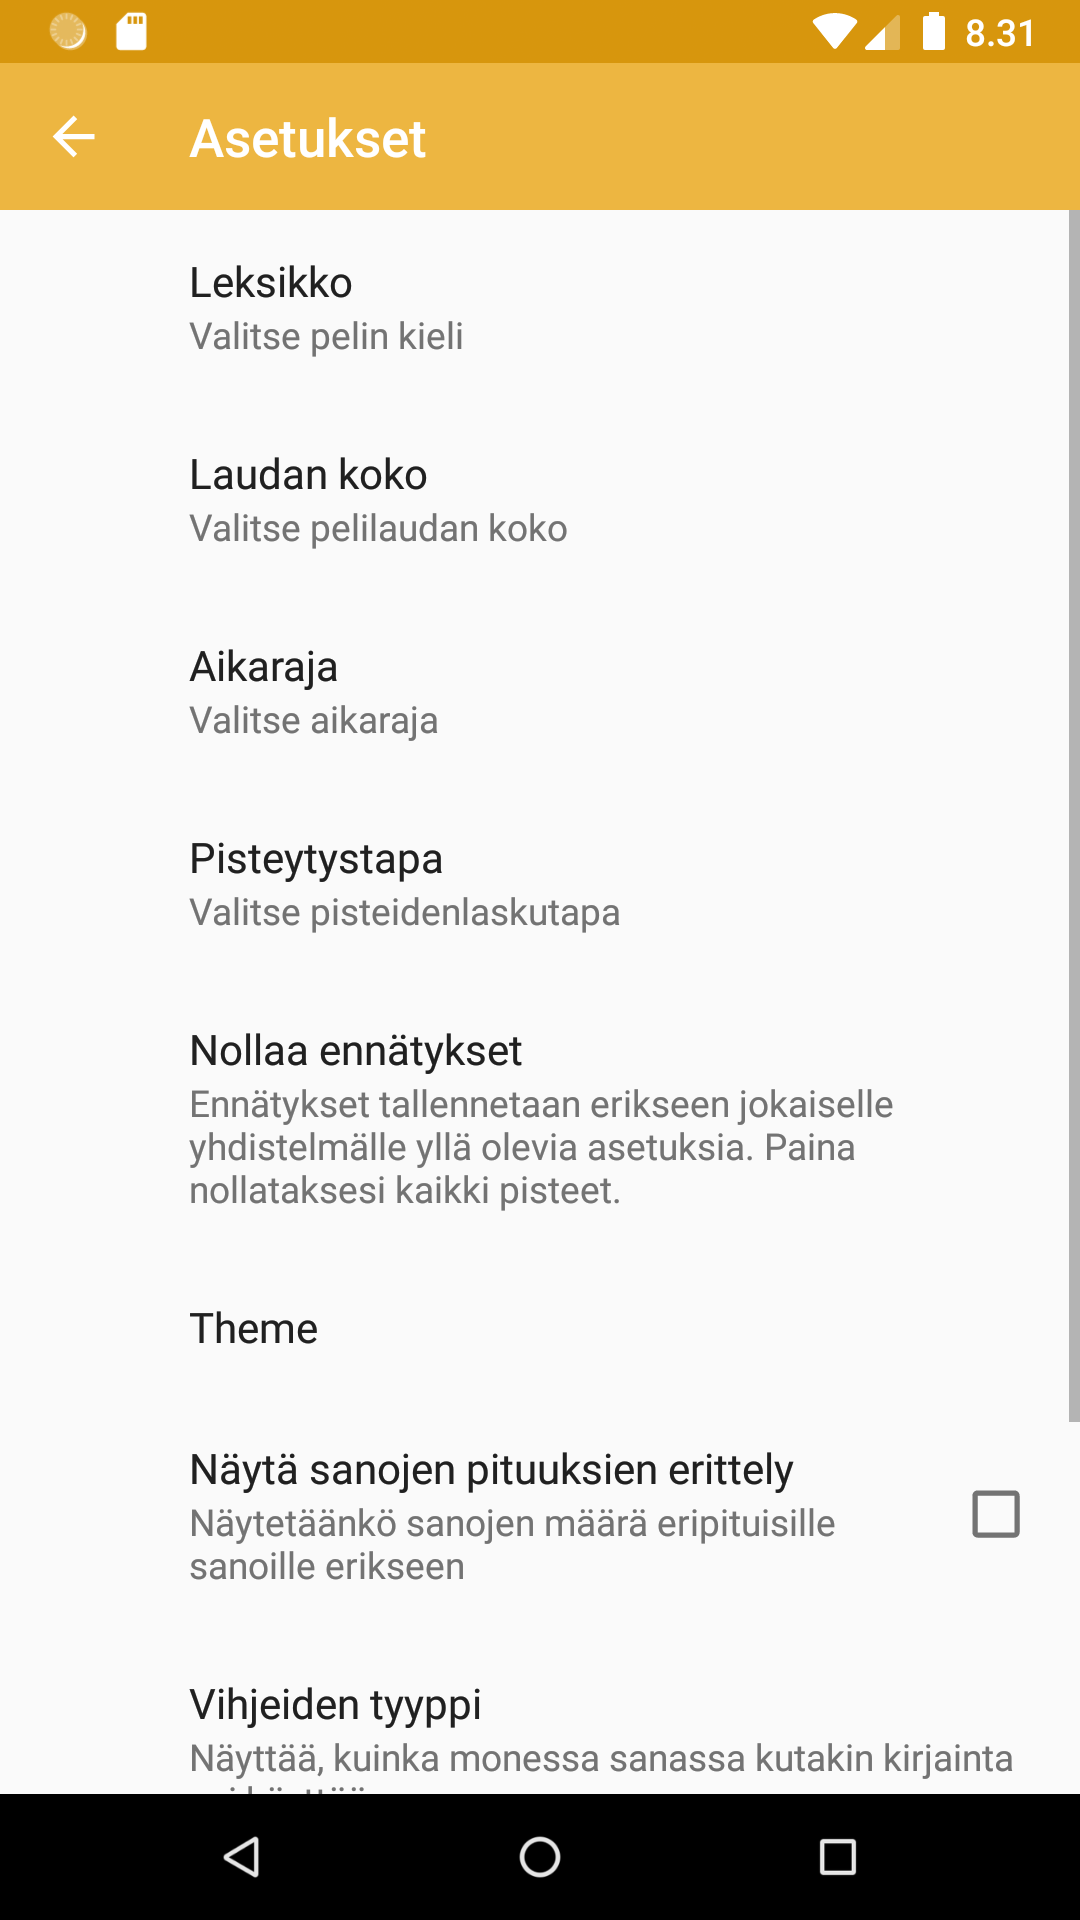 8.31
Asetukset
Leksikko
Valitse pelin kieli
Laudan koko
Valitse pelilaudan koko
Aikaraja
Valitse aikaraja
Pisteytystapa
Valitse pisteidenlaskutapa
Nollaa ennätykset
Ennätykset tallennetaan erikseen jokaiselle
yhdistelmälle yllä olevia asetuksia. Paina
nollataksesi kaikki pisteet.
Theme
Näytä sanojen pituuksien erittely
Näytetäänkö sanojen määrä eripituisille
sanoille erikseen
Vihjeiden tyyppi
Näyttää, kuinka monessa sanassa kutakin kirjainta